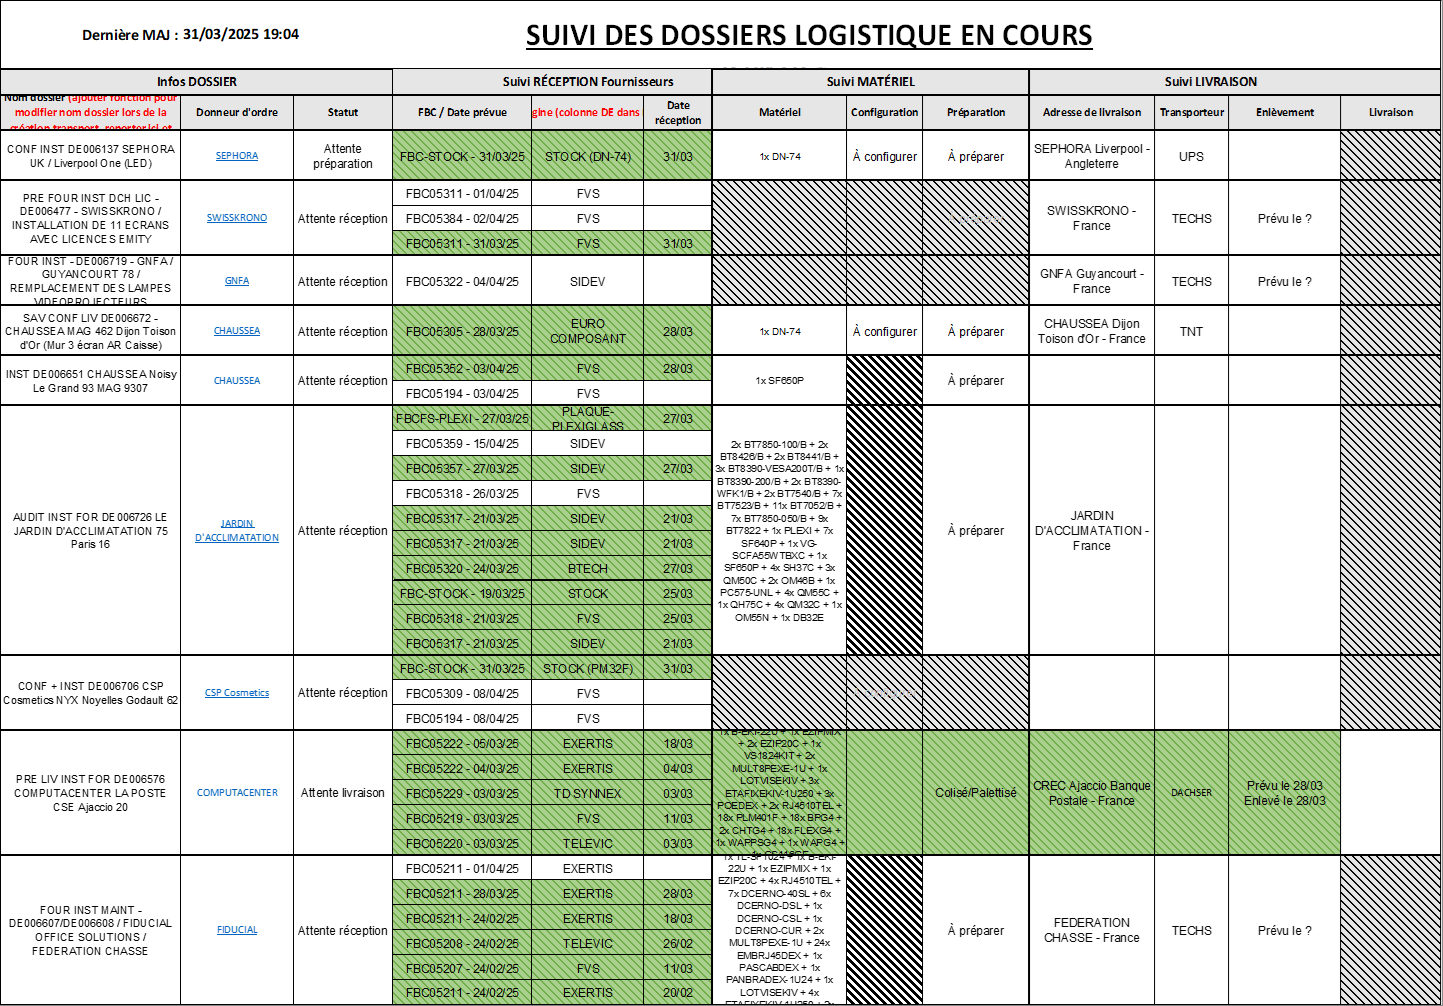 Dernière MAJ : 31/03/2025 19:04
SUIVI DES DOSSIERS LOGISTIQUE EN COURS
Infos DOSSIER
Suivi RÉCEPTION Fournisseurs
Suivi MATÉRIEL
Suivi LIVRAISON
Nom dossier (ajouter fonction pour
modifier nom dossier lors de la
création transport, reporter ici et
Donneur d'ordre
Statut
FBC / Date prévue
gine (colonne DE dans
Date
réception
Matériel
Configuration
Préparation
Adresse de livraison
Transporteur
Enlèvement
Livraison
CONF INST DE006137 SEPHORA
UK / Liverpool One (LED)
SEPHORA
Attente
préparation
FBC-STOCK - 31/03/25
STOCK (DN-74)
31/03
1x DN-74
À configurer
À préparer
SEPHORA Liverpool -
Angleterre
UPS
PRE FOUR INST DCH LIC -
DE006477 - SWISSKRONO /
INSTALLATION DE 11 ECRANS
AVEC LICENCES EMITY
SWISSKRONO
Attente réception
FBC05311 - 01/04/25
FVS
FBC05384 - 02/04/25
FVS
FBC05311 - 31/03/25
FVS
31/03
SWISSKRONO -
France
TECHS
Prévu le ?
FOUR INST - DE006719 - GNFA /
GUYANCOURT 78 /
REMPLACEMENT DES LAMPES
VIDEOPROJECTEURS
GNFA
Attente réception
FBC05322 - 04/04/25
SIDEV
GNFA Guyancourt -
France
TECHS
Prévu le ?
SAV CONF LIV DE006672 -
CHAUSSEA MAG 462 Dijon Toison
d'Or (Mur 3 écran AR Caisse)
CHAUSSEA
Attente réception
FBC05305 - 28/03/25
EURO
COMPOSANT
28/03
1x DN-74
À configurer
À préparer
CHAUSSEA Dijon
Toison d'Or - France
TNT
INST DE006651 CHAUSSEA Noisy
Le Grand 93 MAG 9307
CHAUSSEA
Attente réception
FBC05352 - 03/04/25
FVS
28/03
FBC05194 - 03/04/25
FVS
1x SF650P
À préparer
AUDIT INST FOR DE006726 LE
JARDIN D'ACCLIMATATION 75
Paris 16
JARDIN
D'ACCLIMATATION
Attente réception
FBCFS-PLEXI - 27/03/25
PLAQUE-
PLEXIGLASS
27/03
FBC05359 - 15/04/25
SIDEV
FBC05357 - 27/03/25
SIDEV
27/03
FBC05318 - 26/03/25
FVS
FBC05317 - 21/03/25
SIDEV
21/03
FBC05317 - 21/03/25
SIDEV
21/03
FBC05320 - 24/03/25
BTECH
27/03
FBC-STOCK - 19/03/25
STOCK
25/03
FBC05318 - 21/03/25
FVS
25/03
FBC05317 - 21/03/25
SIDEV
21/03
2x BT7850-100/B + 2x
BT8426/B + 2x BT8441/B +
3x BT8390-VESA200T/B + 1x
BT8390-200/B + 2x BT8390-
WFK1/B + 2x BT7540/B + 7x
BT7523/B + 11x BT7052/B +
7x BT7850-050/B + 9x
BT7822 + 1x PLEXI + 7x
SF640P + 1x VG-
SCFA55WTBXC + 1x
SF650P + 4x SH37C + 3x
QM50C + 2x OM46B + 1x
PC575-UNL + 4x QM55C +
1x QH75C + 4x QM32C + 1x
OM55N + 1x DB32E
À préparer
JARDIN
D'ACCLIMATATION -
France
CONF + INST DE006706 CSP
Cosmetics NYX Noyelles Godault 62
CSP Cosmetics
Attente réception
FBC-STOCK - 31/03/25
STOCK (PM32F)
31/03
FBC05309 - 08/04/25
FVS
FBC05194 - 08/04/25
FVS
PRE LIV INST FOR DE006576
COMPUTACENTER LA POSTE
CSE Ajaccio 20
COMPUTACENTER
Attente livraison
FBC05222 - 05/03/25
EXERTIS
18/03
FBC05222 - 04/03/25
EXERTIS
04/03
FBC05229 - 03/03/25
TD SYNNEX
03/03
FBC05219 - 03/03/25
FVS
11/03
FBC05220 - 03/03/25
TELEVIC
03/03
1x B-EKI-22U + 1x EZIPMIX
+ 2x EZIP20C + 1x
VS1824KIT + 2x
MULT8PEXE-1U + 1x
LOTVISEKIV + 3x
ETAFIXEKIV-1U250 + 3x
POEDEX + 2x RJ4510TEL +
18x PLM401F + 18x BPG4 +
2x CHTG4 + 18x FLEXG4 +
1x WAPPSG4 + 1x WAPG4 +
Colisé/Palettisé
CREC Ajaccio Banque
Postale - France
DACHSER
Prévu le 28/03
Enlevé le 28/03
FOUR INST MAINT -
DE006607/DE006608 / FIDUCIAL
OFFICE SOLUTIONS /
FEDERATION CHASSE
FIDUCIAL
Attente réception
FBC05211 - 01/04/25
EXERTIS
FBC05211 - 28/03/25
EXERTIS
28/03
FBC05211 - 24/02/25
EXERTIS
18/03
FBC05208 - 24/02/25
TELEVIC
26/02
FBC05207 - 24/02/25
FVS
11/03
FBC05211 - 24/02/25
EXERTIS
20/02
1x TL-SF1024 + 1x B-EKI-
22U + 1x EZIPMIX + 1x
EZIP20C + 4x RJ4510TEL +
7x DCERNO-40SL + 6x
DCERNO-DSL + 1x
DCERNO-CSL + 1x
DCERNO-CUR + 2x
MULT8PEXE-1U + 24x
EMBRJ45DEX + 1x
PASCABDEX + 1x
PANBRADEX-1U24 + 1x
LOTVISEKIV + 4x
À préparer
FEDERATION
CHASSE - France
TECHS
Prévu le ?